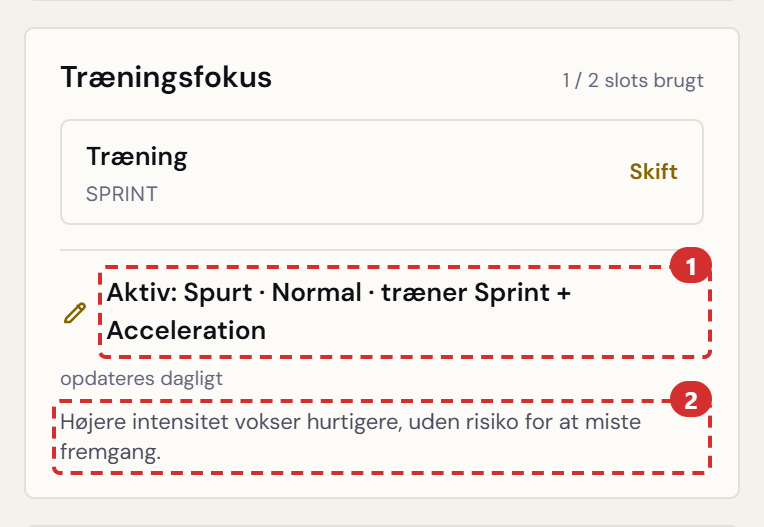 Træningsfokus
1 / 2 slots brugt
Træning
SPRINT
Skift
1
Aktiv: Spurt · Normal · træner Sprint +
Acceleration
opdateres dagligt
2
Højere intensitet vokser hurtigere, uden risiko for at miste
fremgang.